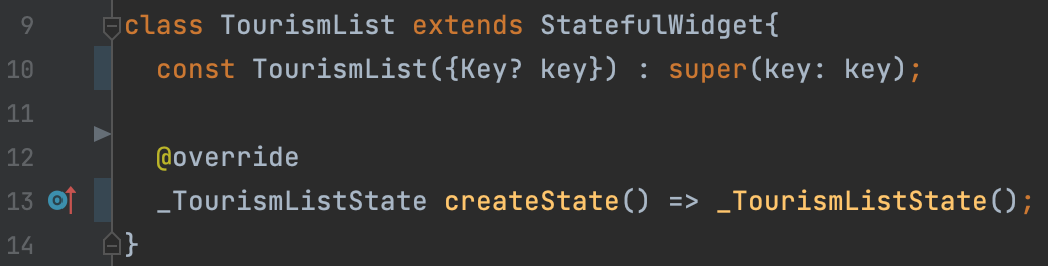 9 class TourismList extends StatefulWidget{
10 const TourismList({Key? key}) : super(key: key);
11
12 @override
13 _TourismListState createState() => _TourismListState();
14 }